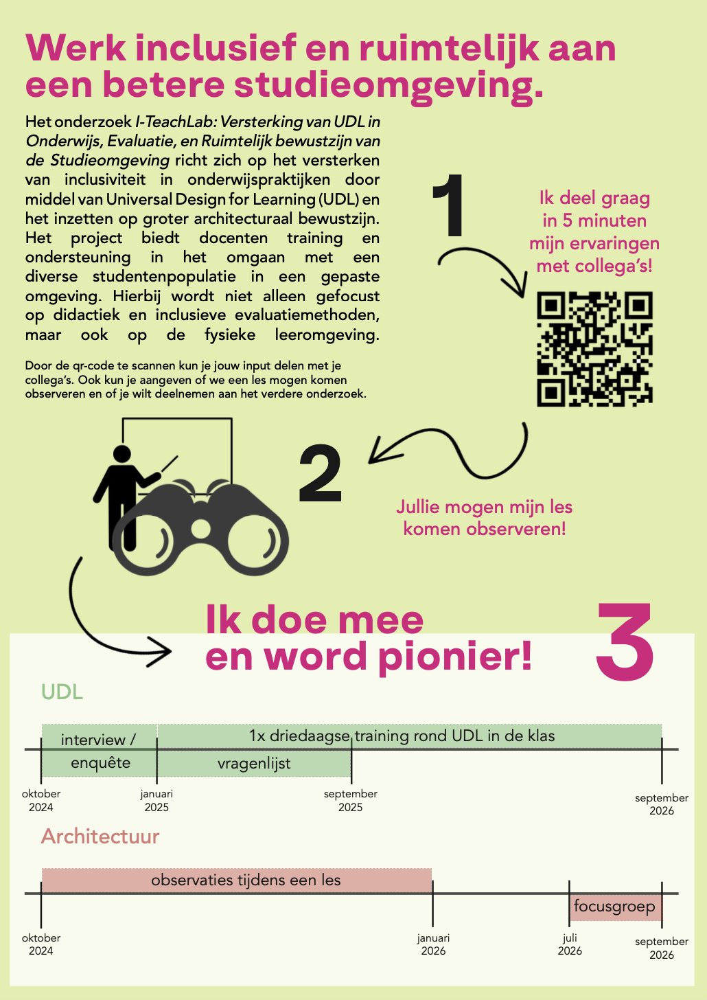 Werk inclusief en ruimtelijk aan
een betere studieomgeving.
Het onderzoek I-TeachLab: Versterking van UDL in
Onderwijs, Evaluatie, en Ruimtelijk bewustzijn van
de Studieomgeving richt zich op het versterken
van inclusiviteit in onderwijspraktijken door
middel van Universal Design for Learning (UDL) en
het inzetten op groter architecturaal bewustzijn.
Het project biedt docenten training en
ondersteuning in het omgaan met een
diverse studentenpopulatie in een gepaste
omgeving. Hierbij wordt niet alleen gefocust
op didactiek en inclusieve evaluatiemethoden,
maar ook op de fysieke leeromgeving.
Door de qr-code te scannen kun je jouw input delen met je
collega's. Ook kun je aangeven of we een les mogen komen
observeren en of je wilt deelnemen aan het verdere onderzoek.
1
Ik deel graag
in 5 minuten
mijn ervaringen
met collega's!
2
Jullie mogen mijn les
komen observeren!
Ik doe mee
en word pionier!
3
UDL
interview /
enquête
1x driedaagse training rond UDL in de klas
vragenlijst
oktober
2024
januari
2025
september
2025
september
2026
Architectuur
observaties tijdens een les
focusgroep
oktober
2024
januari
2026
juli
2026
september
2026